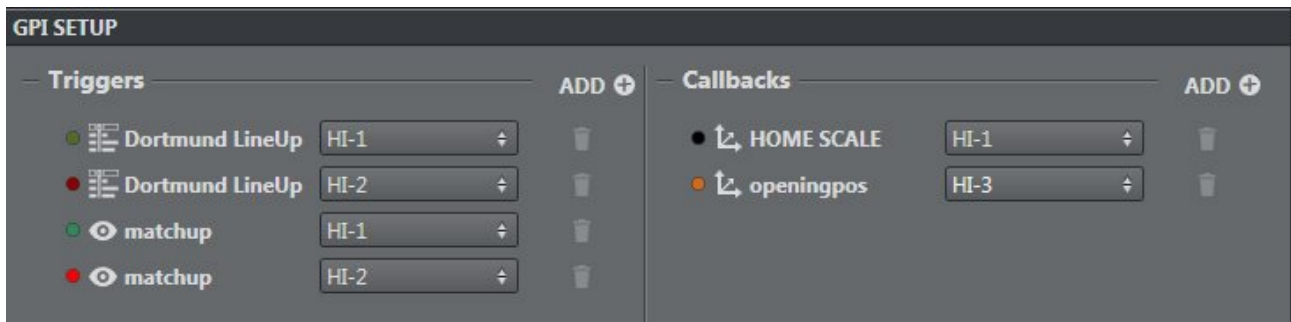 GPI SETUP
Triggers ADD
Dortmund LineUp HI-1
Dortmund LineUp HI-2
matchup HI-1
matchup HI-2
Callbacks ADD
HOME SCALE HI-1
openingpos HI-3